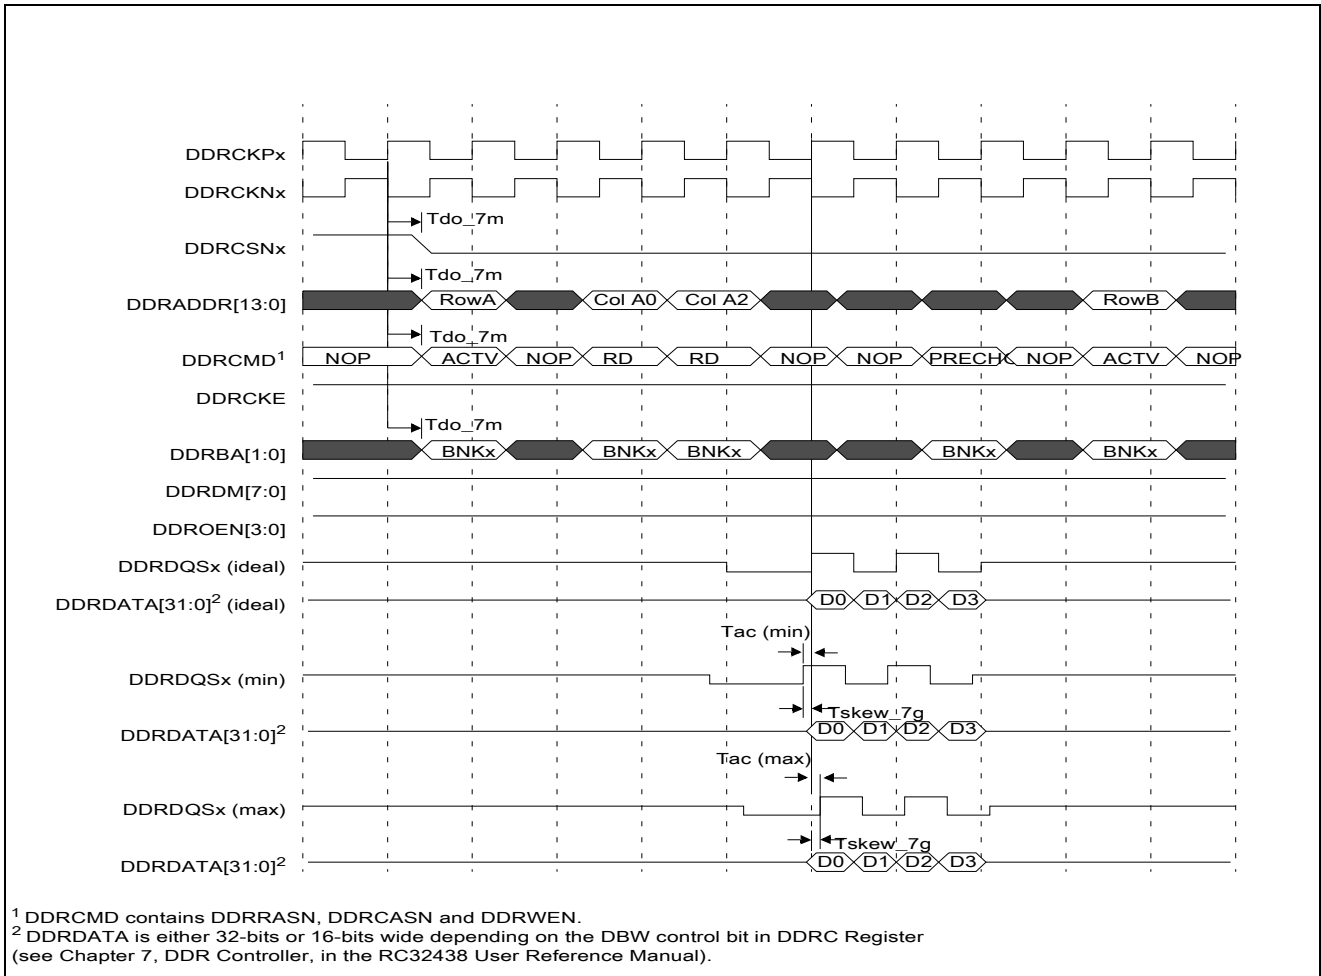 DDRCKPx
DDRCKNx
Tdo_7m
DDRCSNx
Tdo_7m
DDRADDR[13:0] RowA Col A0 Col A2 RowB
Tdo_7m
DDRCMD1 NOP ACTV NOP RD RD NOP NOP PRECHG NOP ACTV NOP
DDRCKE
Tdo_7m
DDRBA[1:0] BNKx BNKx BNKx BNKx BNKx
DDRDM[7:0]
DDROEN[3:0]
DDRDQSx (ideal)
DDRDATA[31:0]2 (ideal) D0 D1 D2 D3
Tac (min)
DDRDQSx (min)
Tskew_7g
DDRDATA[31:0]2 D0 D1 D2 D3
Tac (max)
DDRDQSx (max)
Tskew_7g
DDRDATA[31:0]2 D0 D1 D2 D3
1 DDRCMD contains DDRRASN, DDRCASN and DDRWEN.
2 DDRDATA is either 32-bits or 16-bits wide depending on the DBW control bit in DDRC Register
(see Chapter 7, DDR Controller, in the RC32438 User Reference Manual).